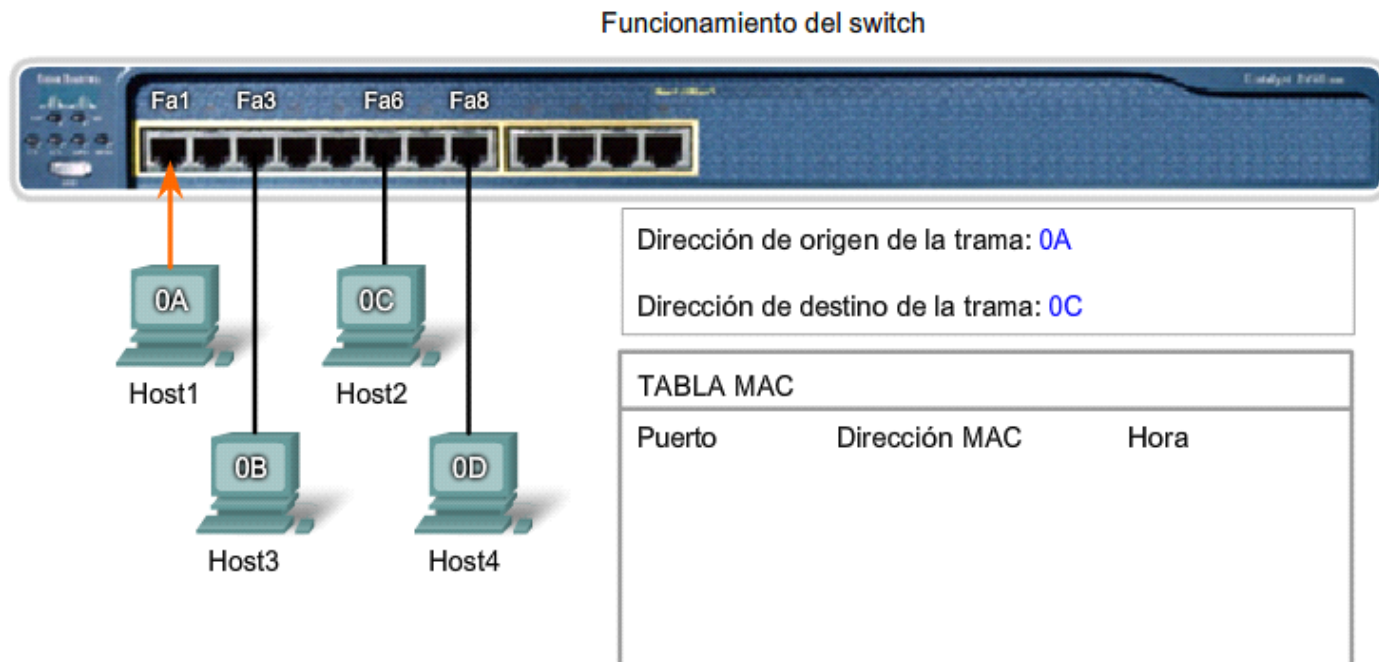 Funcionamiento del switch
Fa1 Fa3 Fa6 Fa8
Dirección de origen de la trama: 0A
Dirección de destino de la trama: 0C
0A
0C
Host1
Host2
0B
0D
Host3
Host4
TABLA MAC
Puerto Dirección MAC Hora